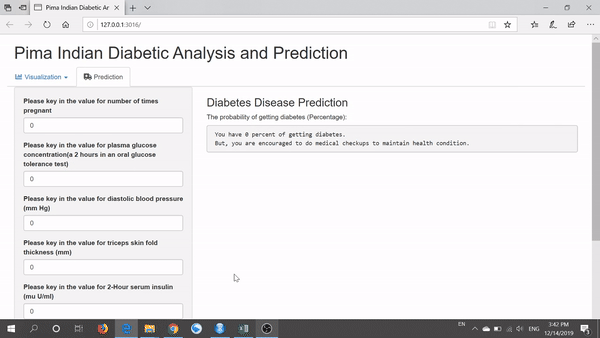 Pima Indian Diabetic Ar
127.0.0.1:3016/
Pima Indian Diabetic Analysis and Prediction
Visualization
Prediction
Please key in the value for number of times
pregnant
0
Please key in the value for plasma glucose
concentration(a 2 hours in an oral glucose
tolerance test)
0
Please key in the value for diastolic blood pressure
(mm Hg)
0
Please key in the value for triceps skin fold
thickness (mm)
0
Please key in the value for 2-Hour serum insulin
(mu U/ml)
0
Diabetes Disease Prediction
The probability of getting diabetes (Percentage):
You have 0 percent of getting diabetes.
But, you are encouraged to do medical checkups to maintain health condition.
EN
ENG
3:42 PM
12/14/2019